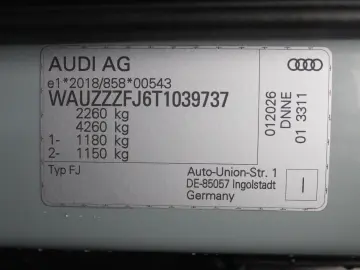 AUDI AG
e1*2018/858*00543
WAUZZZFJ6T1039737
2260 kg
4260 kg
1- 1180 kg
2- 1150 kg
Typ FJ
Auto-Union-Str. 1
DE-85057 Ingolstadt
Germany
I
012026
DNNE
01 3311